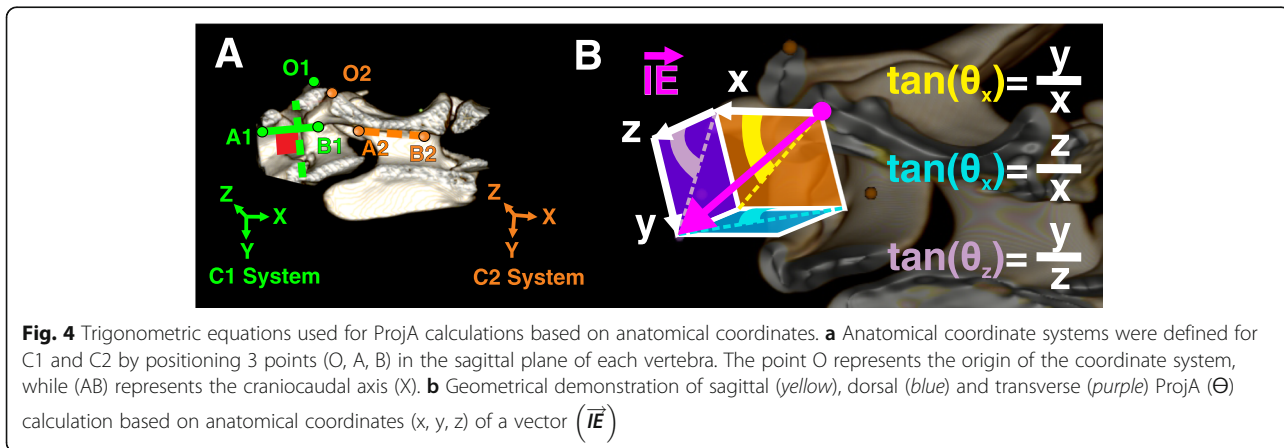 A
O1
O2
A1
B1
A2
B2
Z
X
Y
C1 System
Z
X
Y
C2 System
B
IE
x
z
y
tan(θx)= y/x
tan(θx)= z/x
tan(θz)= y/z
Fig. 4 Trigonometric equations used for ProjA calculations based on anatomical coordinates. a Anatomical coordinate systems were defined for
C1 and C2 by positioning 3 points (O, A, B) in the sagittal plane of each vertebra. The point O represents the origin of the coordinate system,
while (AB) represents the craniocaudal axis (X). b Geometrical demonstration of sagittal (yellow), dorsal (blue) and transverse (purple) ProjA (Θ)
calculation based on anatomical coordinates (x, y, z) of a vector (IE)